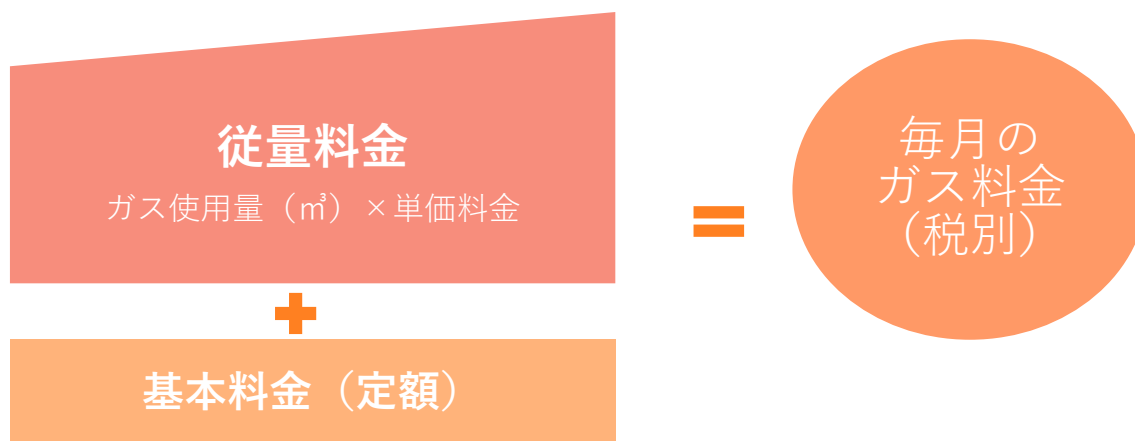 従量料金
ガス使用量（㎥）×単価料金
+
基本料金（定額）
=
毎月の
ガス料金
（税別）